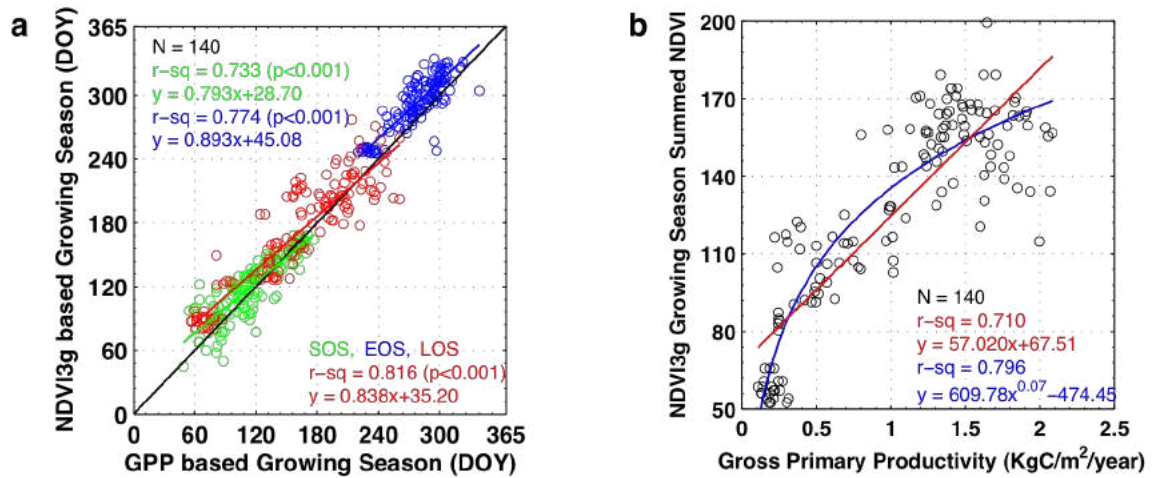 a
NDVI3g based Growing Season (DOY)
365
300
240
180
120
60
0
N = 140
r-sq = 0.733 (p<0.001)
y = 0.793x+28.70
r-sq = 0.774 (p<0.001)
y = 0.893x+45.08
SOS, EOS, LOS
r-sq = 0.816 (p<0.001)
y = 0.838x+35.20
0 60 120 180 240 300 365
GPP based Growing Season (DOY)
b
NDVI3g Growing Season Summed NDVI
200
170
140
110
80
50
N = 140
r-sq = 0.710
y = 57.020x+67.51
r-sq = 0.796
y = 609.78x^0.07−474.45
0 0.5 1 1.5 2 2.5
Gross Primary Productivity (KgC/m²/year)